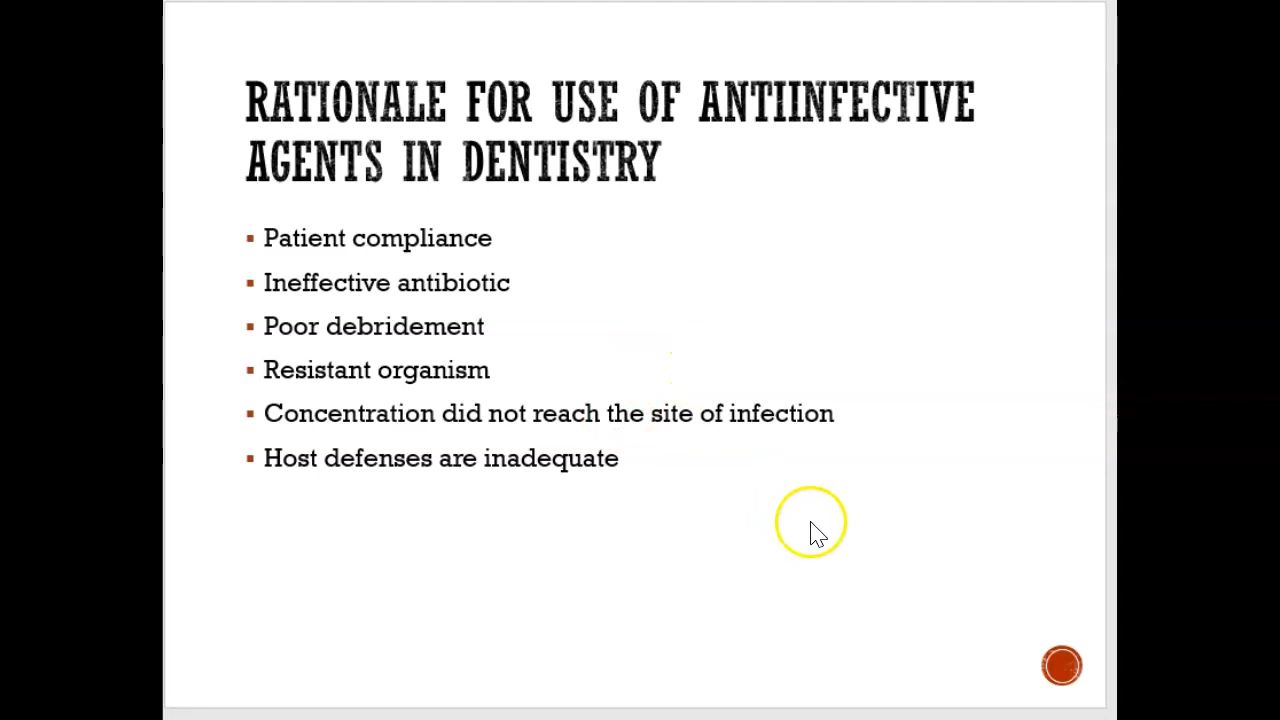 RATIONALE FOR USE OF ANTIINFECTIVE
AGENTS IN DENTISTRY
▪ Patient compliance
▪ Ineffective antibiotic
▪ Poor debridement
▪ Resistant organism
▪ Concentration did not reach the site of infection
▪ Host defenses are inadequate